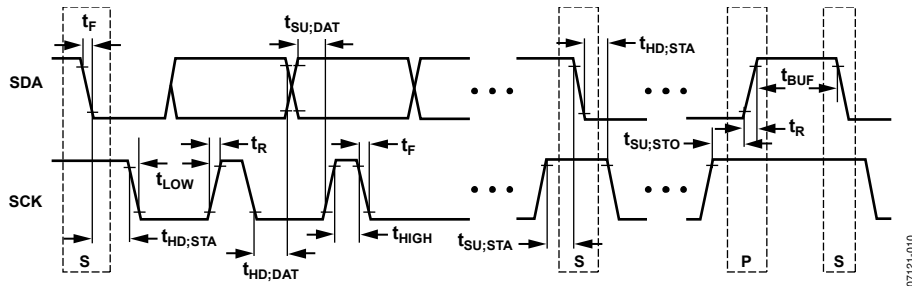 tF
tSU;DAT
tHD;STA
SDA
tBUF
tR
tF
tSU;STO
tR
tLOW
SCK
tHD;STA
tHIGH
tSU;STA
tHD;DAT
S
S
P
S
07121-010